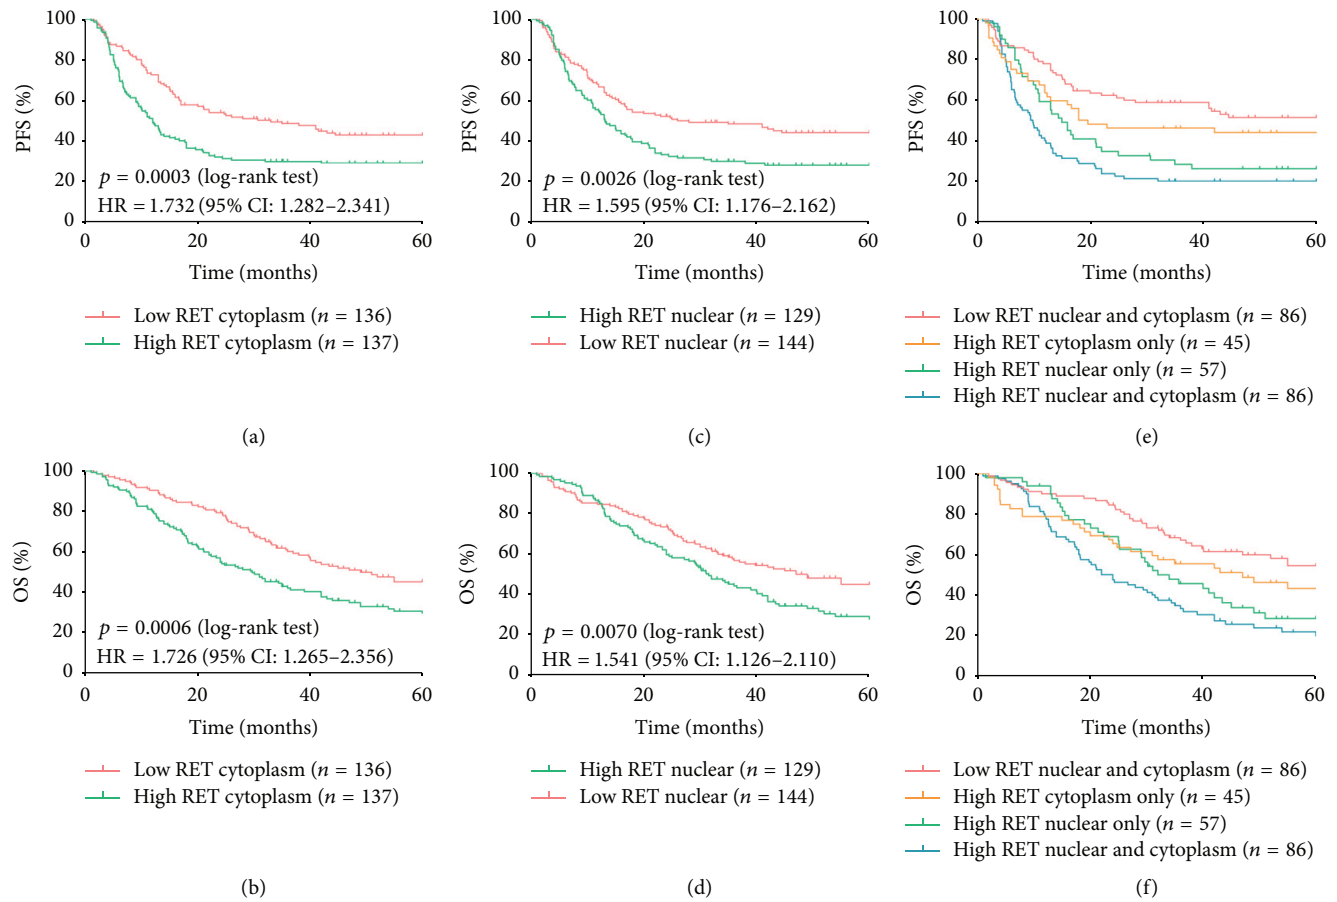 100
80
60
40
20
0
PFS (%)
p = 0.0003 (log-rank test)
HR = 1.732 (95% CI: 1.282–2.341)
0 20 40 60
Time (months)
Low RET cytoplasm (n = 136)
High RET cytoplasm (n = 137)
(a)
100
80
60
40
20
0
PFS (%)
p = 0.0026 (log-rank test)
HR = 1.595 (95% CI: 1.176–2.162)
0 20 40 60
Time (months)
High RET nuclear (n = 129)
Low RET nuclear (n = 144)
(c)
100
80
60
40
20
0
PFS (%)
0 20 40 60
Time (months)
Low RET nuclear and cytoplasm (n = 86)
High RET cytoplasm only (n = 45)
High RET nuclear only (n = 57)
High RET nuclear and cytoplasm (n = 86)
(e)
100
80
60
40
20
0
OS (%)
p = 0.0006 (log-rank test)
HR = 1.726 (95% CI: 1.265–2.356)
0 20 40 60
Time (months)
Low RET cytoplasm (n = 136)
High RET cytoplasm (n = 137)
(b)
100
80
60
40
20
0
OS (%)
p = 0.0070 (log-rank test)
HR = 1.541 (95% CI: 1.126–2.110)
0 20 40 60
Time (months)
High RET nuclear (n = 129)
Low RET nuclear (n = 144)
(d)
100
80
60
40
20
0
OS (%)
0 20 40 60
Time (months)
Low RET nuclear and cytoplasm (n = 86)
High RET cytoplasm only (n = 45)
High RET nuclear only (n = 57)
High RET nuclear and cytoplasm (n = 86)
(f)